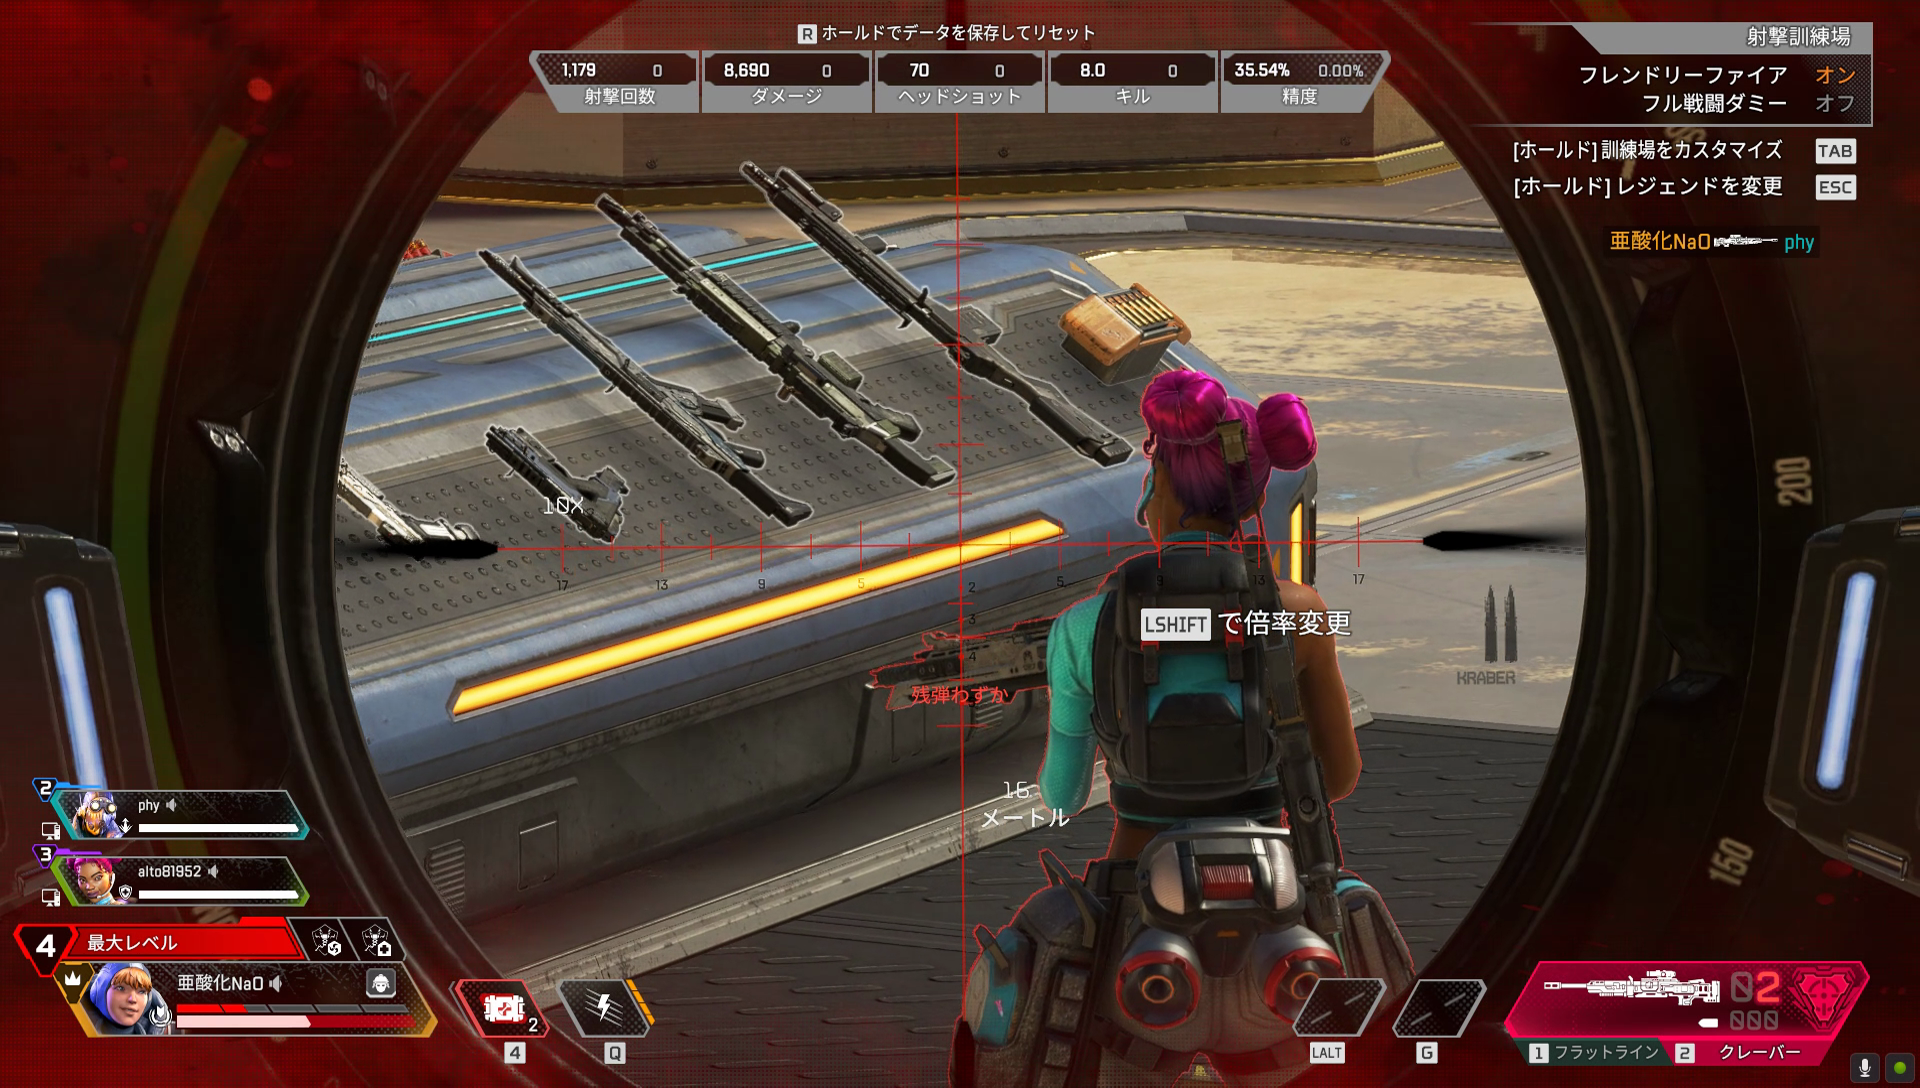 R ホールドでデータを保存してリセット
1,179 0 8,690 0 70 0 8.0 0 35.54% 0.00%
射撃回数 ダメージ ヘッドショット キル 精度
射撃訓練場
フレンドリーファイア オン
フル戦闘ダミー オフ
[ホールド]訓練場をカスタマイズ TAB
[ホールド]レジェンドを変更 ESC
亜酸化NaO phy
200
10X
17 13 9 5 2 5 9 13 17
3
4
LSHIFT で倍率変更
KRABER
残弾わずか
16
メートル
150
2 phy
3 alto81952
4 最大レベル
亜酸化NaO
2
4 Q LALT G
02
000
1 フラットライン 2 クレーバー